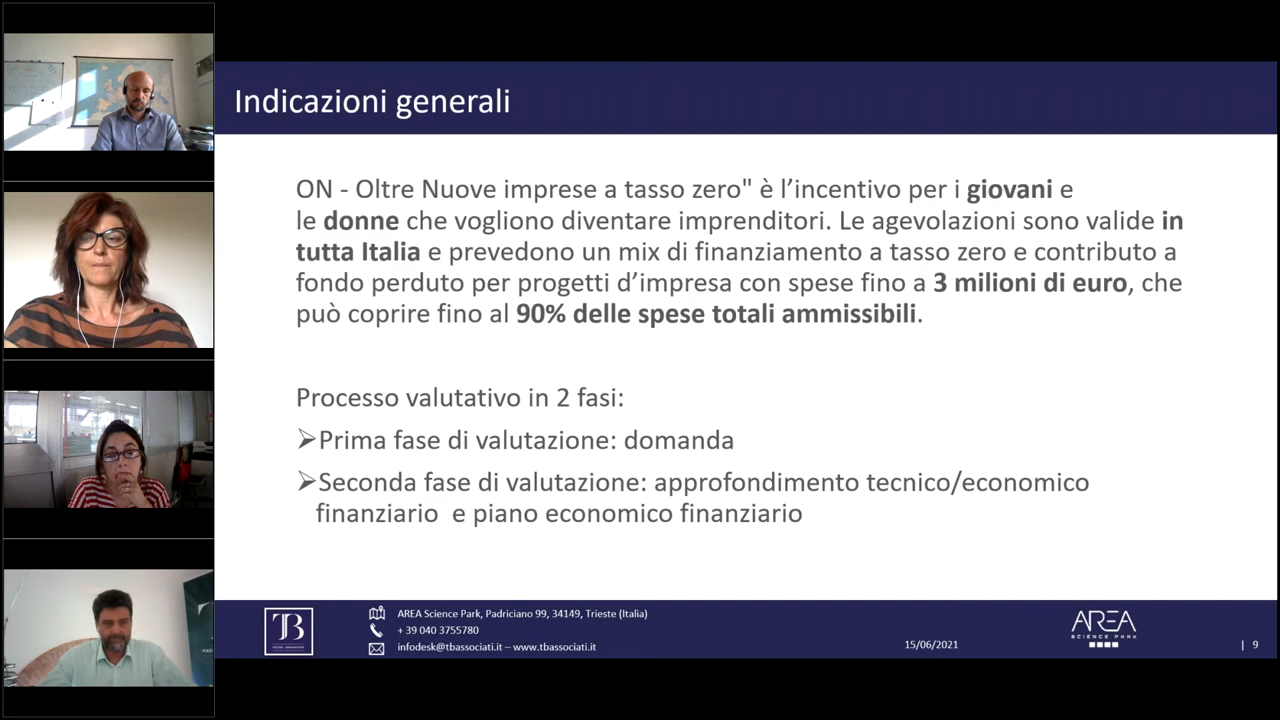 Indicazioni generali
ON - Oltre Nuove imprese a tasso zero" è l’incentivo per i giovani e
le donne che vogliono diventare imprenditori. Le agevolazioni sono valide in
tutta Italia e prevedono un mix di finanziamento a tasso zero e contributo a
fondo perduto per progetti d’impresa con spese fino a 3 milioni di euro, che
può coprire fino al 90% delle spese totali ammissibili.
Processo valutativo in 2 fasi:
➢Prima fase di valutazione: domanda
➢Seconda fase di valutazione: approfondimento tecnico/economico
finanziario  e piano economico finanziario
TB
AREA Science Park, Padriciano 99, 34149, Trieste (Italia)
+ 39 040 3755780
infodesk@tbassociati.it – www.tbassociati.it
15/06/2021
AREA
SCIENCE PARK
| 9